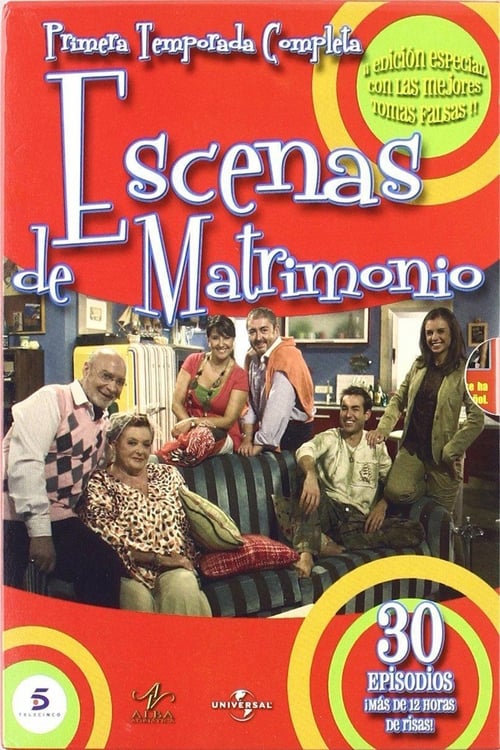 Primera Temporada Completa
¡¡ EDICIÓN ESPECIAL
CON LAS MEJORES
TOMAS FALSAS !!
Escenas
de Matrimonio
30
EPISODIOS
¡MÁS DE 12 HORAS
DE RISAS!
5
TELECINCO
ALBA
UNIVERSAL